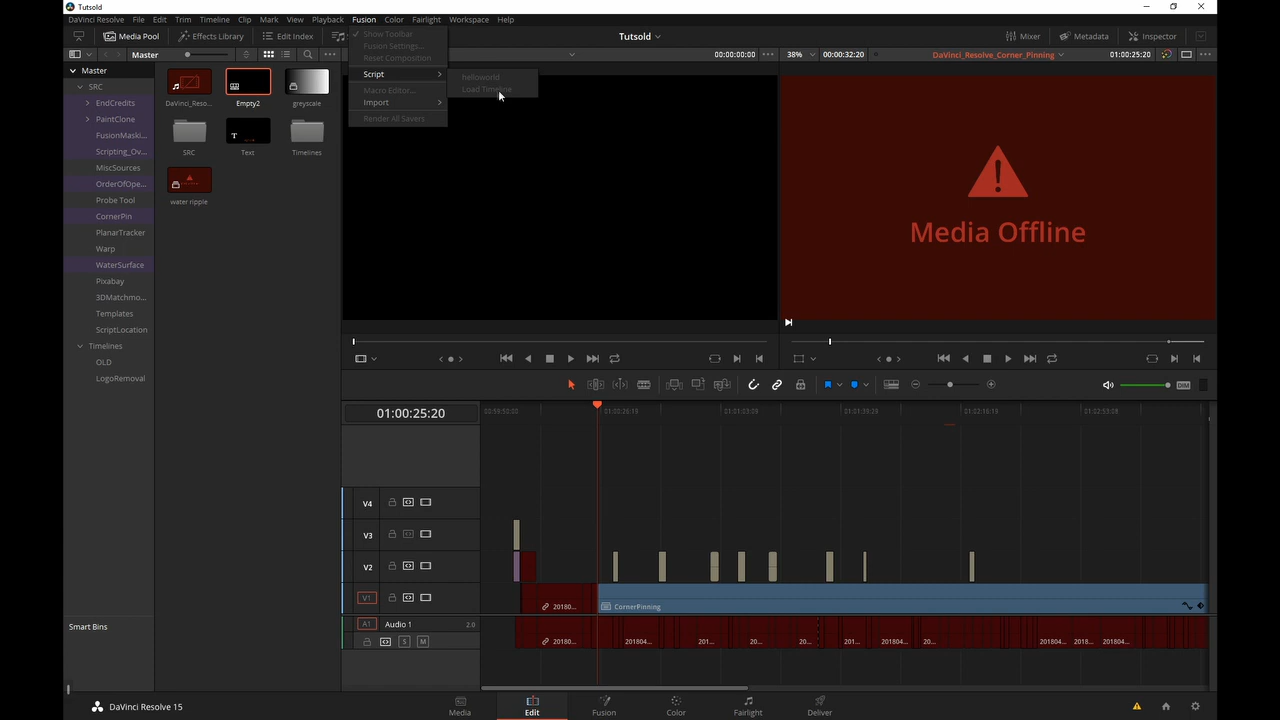 Tutsold
DaVinci Resolve File Edit Trim Timeline Clip Mark View Playback Fusion Color Fairlight Workspace Help
Media Pool Effects Library Edit Index Tutsold Mixer Metadata Inspector
Master 00:00:00:00 38% 00:00:32:20 DaVinci_Resolve_Corner_Pinning 01:00:25:20
Show Toolbar
Fusion Settings...
Reset Composition
Script
helloworld
Load Timeline
Macro Editor...
Import
Render All Savers
Master
SRC
EndCredits
PaintClone
FusionMaski...
Scripting_Ov...
MiscSources
OrderOfOpe...
Probe Tool
CornerPin
PlanarTracker
Warp
WaterSurface
Pixabay
3DMatchmo...
Templates
ScriptLocation
Timelines
OLD
LogoRemoval
Smart Bins
DaVinci_Reso... Empy2 greyscale
SRC Text Timelines
water ripple
Media Offline
DIM
01:00:25:20 00:59:50:00 01:00:26:19 01:01:03:09 01:01:39:29 01:02:16:19 01:02:53:09
V4
V3
V2
V1 20180... CornerPinning
A1 Audio 1 2.0
S M 20180... 201804... 201... 20... 20... 201... 201804... 20... 201804... 2018... 201804...
DaVinci Resolve 15 Media Edit Fusion Color Fairlight Deliver